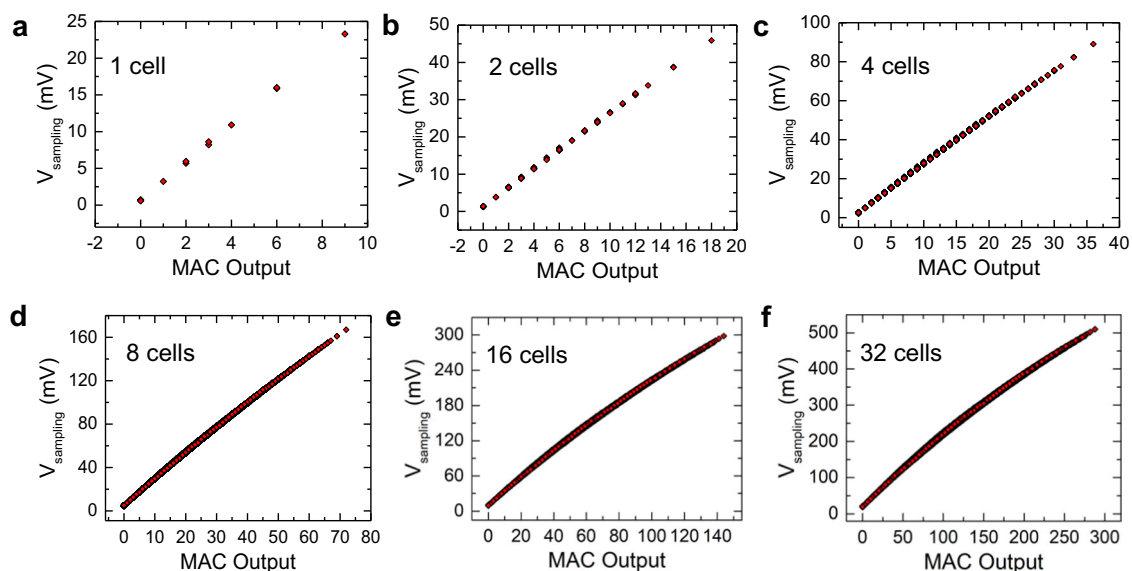 a
1 cell
V_sampling (mV)
25
20
15
10
5
0
-2 0 2 4 6 8 10
MAC Output
b
2 cells
V_sampling (mV)
50
40
30
20
10
0
-2 0 2 4 6 8 10 12 14 16 18 20
MAC Output
c
4 cells
V_sampling (mV)
100
80
60
40
20
0
0 5 10 15 20 25 30 35 40
MAC Output
d
8 cells
V_sampling (mV)
160
120
80
40
0
0 10 20 30 40 50 60 70 80
MAC Output
e
16 cells
V_sampling (mV)
300
240
180
120
60
0
0 20 40 60 80 100 120 140
MAC Output
f
32 cells
V_sampling (mV)
500
400
300
200
100
0
0 50 100 150 200 250 300
MAC Output